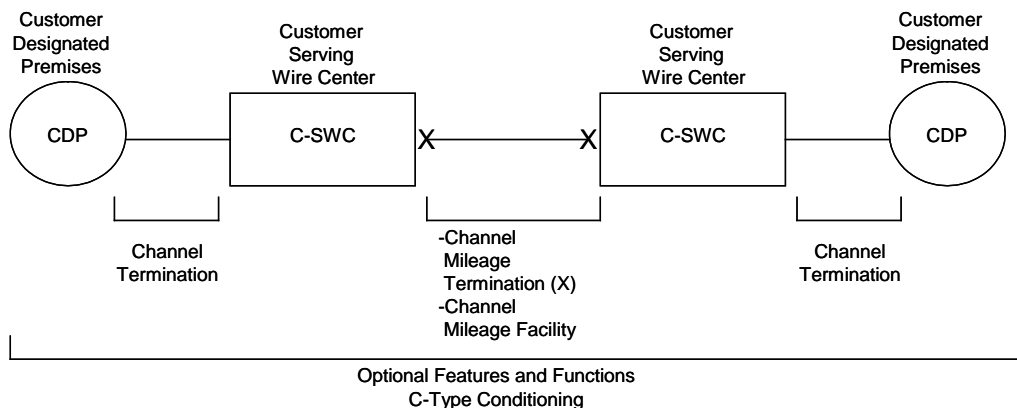 Customer
Designated
Premises
Customer
Serving
Wire Center
Customer
Serving
Wire Center
Customer
Designated
Premises
CDP
C-SWC
X
X
C-SWC
CDP
Channel
Termination
-Channel
Mileage
Termination (X)
-Channel
Mileage Facility
Channel
Termination
Optional Features and Functions
C-Type Conditioning